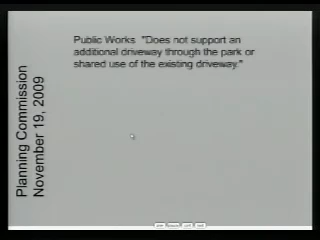 Public Works "Does not support an
additional driveway through the park or
shared use of the existing driveway."
Planning Commission
November 19, 2009